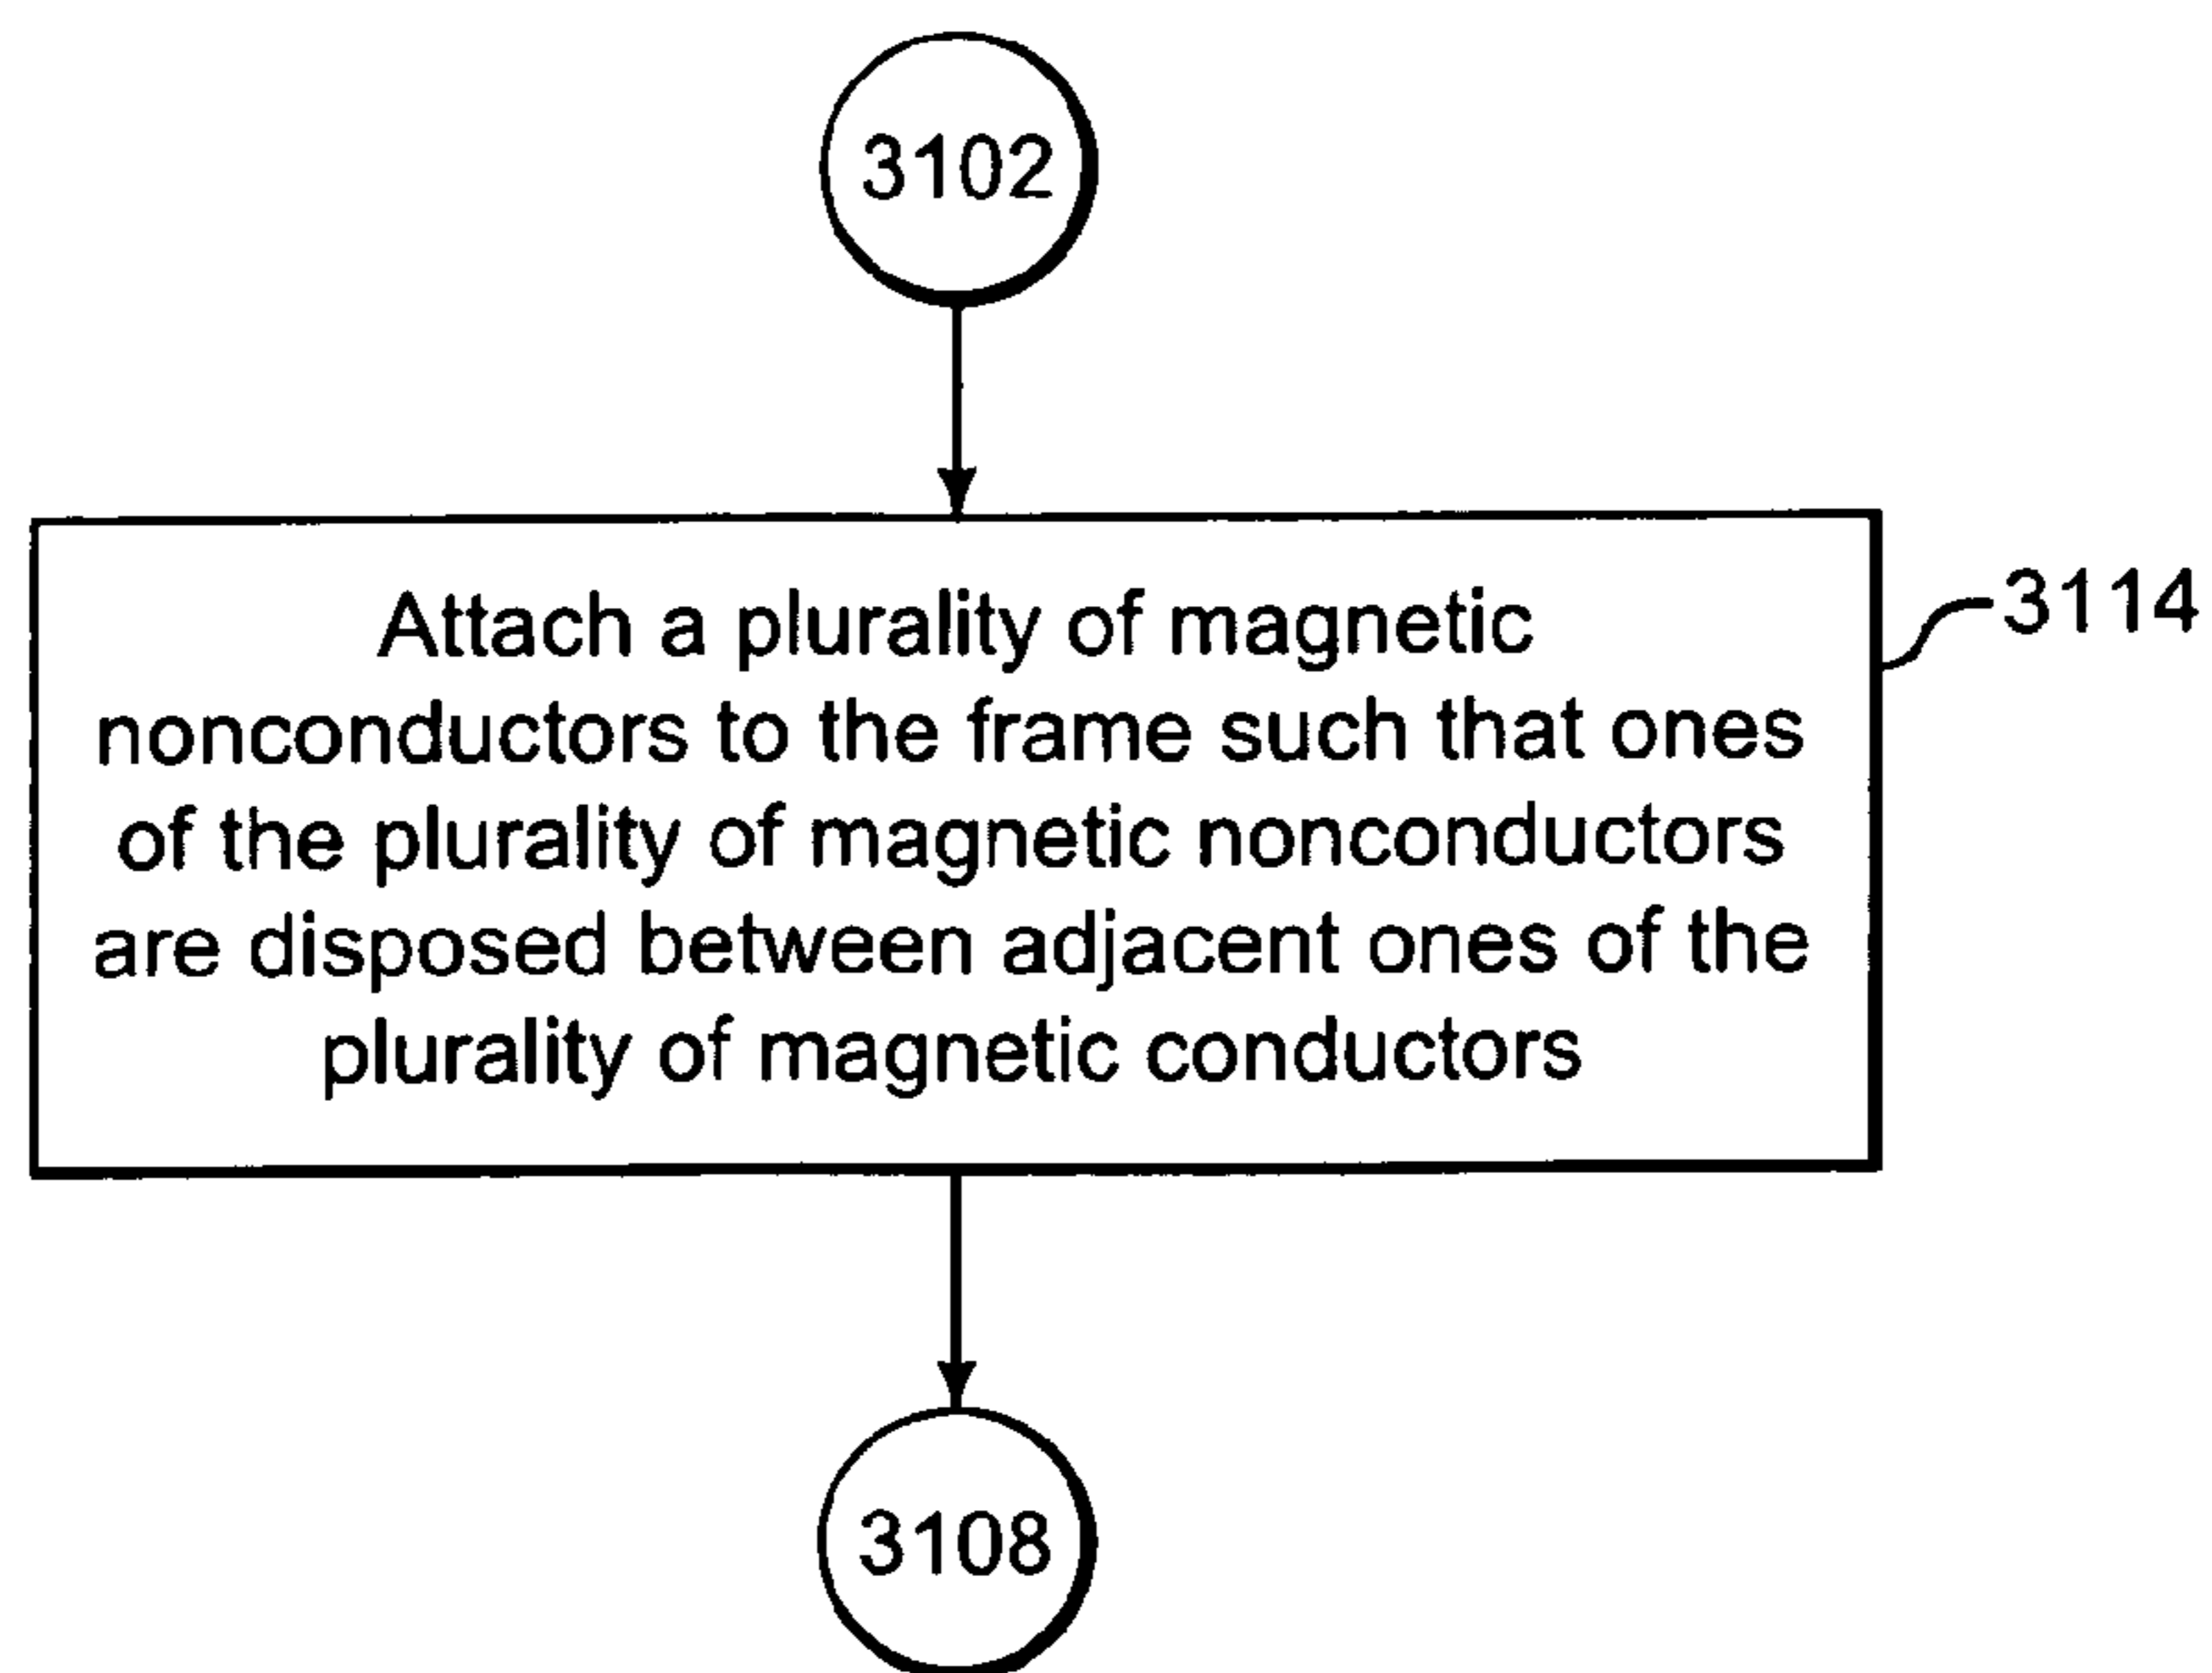 3102
Attach a plurality of magnetic
nonconductors to the frame such that ones
of the plurality of magnetic nonconductors
are disposed between adjacent ones of the
plurality of magnetic conductors
3114
3108